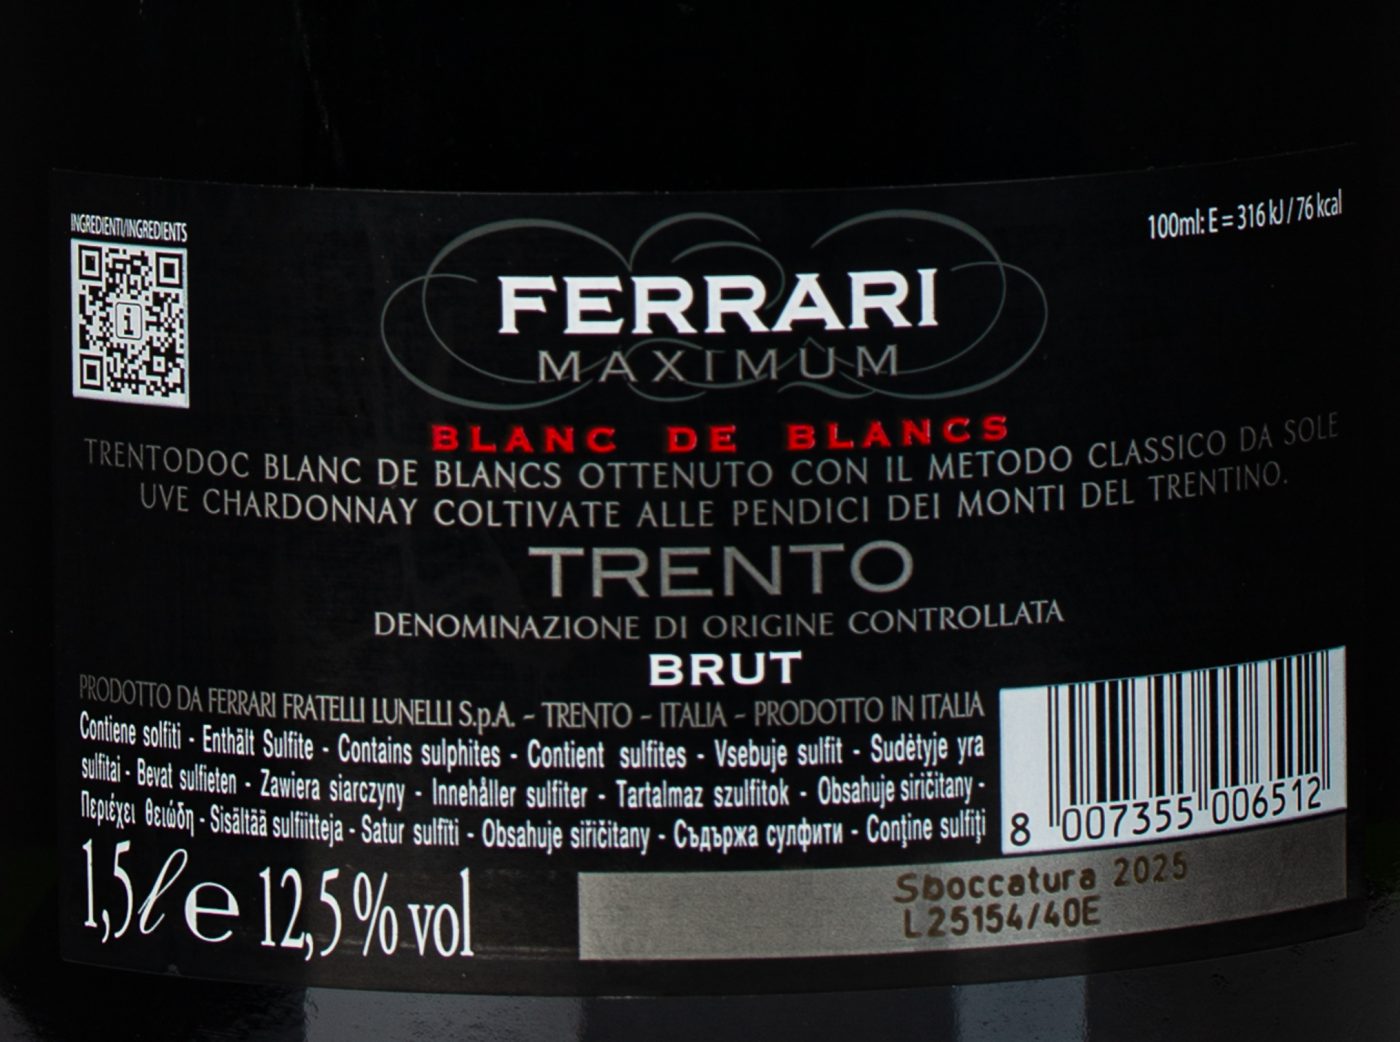 INGREDIENTI/INGREDIENTS
100ml: E = 316 kJ / 76 kcal
FERRARI
MAXIMUM
BLANC DE BLANCS
TRENTODOC BLANC DE BLANCS OTTENUTO CON IL METODO CLASSICO DA SOLE
UVE CHARDONNAY COLTIVATE ALLE PENDICI DEI MONTI DEL TRENTINO.
TRENTO
DENOMINAZIONE DI ORIGINE CONTROLLATA
BRUT
PRODOTTO DA FERRARI FRATELLI LUNELLI S.p.A. - TRENTO - ITALIA - PRODOTTO IN ITALIA
Contiene solfiti - Enthält Sulfite - Contains sulphites - Contient sulfites - Vsebuje sulfit - Sudėtyje yra
sulfitai - Bevat sulfieten - Zawiera siarczyny - Innehåller sulfiter - Tartalmaz szulfitok - Obsahuje siričitany -
Περιέχει θειώδη - Sisältää sulfiitteja - Satur sulfīti - Obsahuje siřičitany - Съдържа сулфити - Conţine sulfiţi
8 007355 006512
1,5 ℓ e 12,5 % vol
Sboccatura 2025
L25154/40E